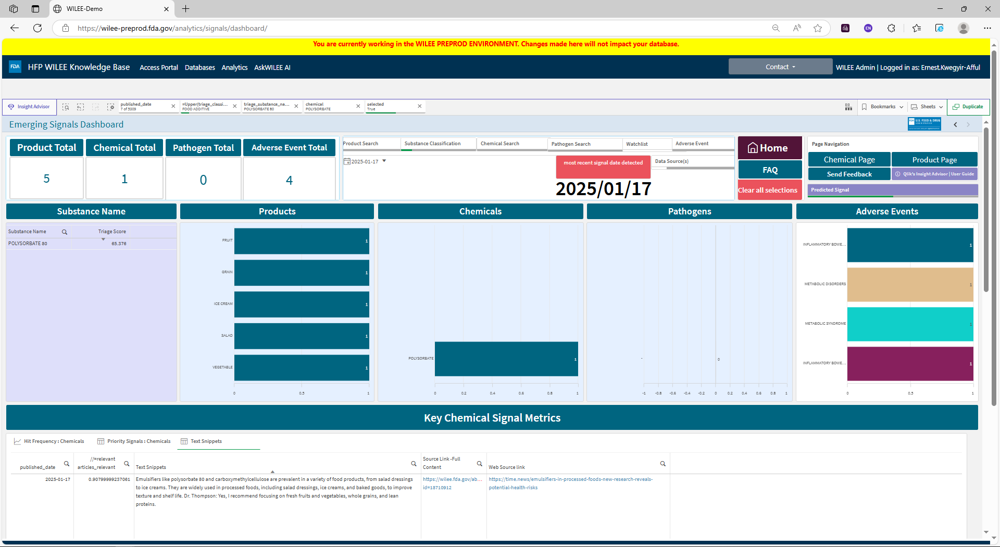 WILEE-Demo
https://wilee-preprod.fda.gov/analytics/signals/dashboard/
EN
You are currently working in the WILEE PREPROD ENVIRONMENT. Changes made here will not impact your database.
FDA
HFP WILEE Knowledge Base
Access Portal
Databases
Analytics
AskWILEE AI
Contact
WILEE Admin | Logged in as: Ernest.Kwegyir-Afful
Insight Advisor
published_date
7 of 5309
=Upper(triage_classi...
FOOD ADDITIVE
triage_substance_na...
POLYSORBATE 80
chemical
POLYSORBATE
selected
True
Bookmarks
Sheets
Duplicate
Emerging Signals Dashboard
U.S. FOOD & DRUG
Product Total
5
Chemical Total
1
Pathogen Total
0
Adverse Event Total
4
Product Search
Substance Classification
Chemical Search
Pathogen Search
Watchlist
Adverse Event
2025-01-17
most recent signal date detected
2025/01/17
Data Source(s)
Home
FAQ
Clear all selections
Page Navigation
Chemical Page
Product Page
Send Feedback
Qlik's Insight Advisor | User Guide
Predicted Signal
Substance Name
Products
Chemicals
Pathogens
Adverse Events
Substance Name
Triage Score
POLYSORBATE 80
65.376
FRUIT
1
GRAIN
1
ICE CREAM
1
SALAD
1
VEGETABLE
1
0
0.5
1
POLYSORBATE
1
0
0.2
0.4
0.6
0.8
1
-
0
-1
-0.8
-0.6
-0.4
-0.2
0
0.2
0.4
0.6
0.8
1
INFLAMMATORY BOWE...
1
METABOLIC DISORDERS
1
METABOLIC SYNDROME
1
INFLAMMATORY BOWE...
1
0
0.5
1
Key Chemical Signal Metrics
Hit Frequency : Chemicals
Priority Signals : Chemicals
Text Snippets
published_date
//=relevant
articles_relevant
Text Snippets
Source Link -Full
Content
Web Source link
2025-01-17
0.90799999237061
Emulsifiers like polysorbate 80 and carboxymethylcellulose are prevalent in a variety of food products, from salad dressings
to ice creams. They are widely used in processed foods, including salad dressings, ice creams, and baked goods, to improve
texture and shelf life. Dr. Thompson: Yes, I recommend focusing on fresh fruits and vegetables, whole grains, and lean
proteins.
https://wilee.fda.gov/ab...
id=18710912
https://time.news/emulsifiers-in-processed-foods-new-research-reveals-
potential-health-risks